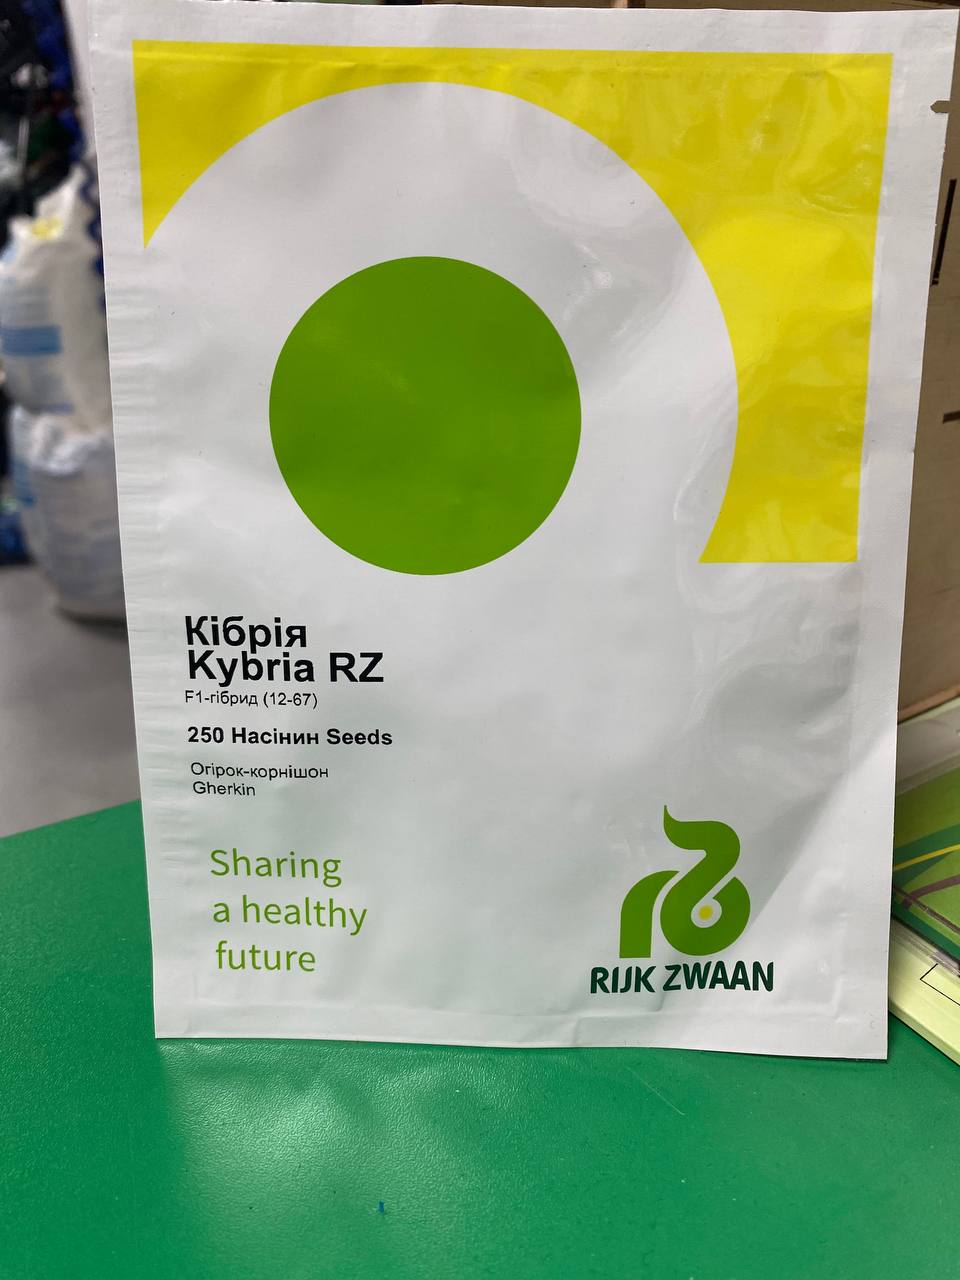 Кібрія
Kybria RZ
F1-гібрид (12-67)
250 Насінин Seeds
Огірок-корнішон
Gherkin
Sharing
a healthy
future
RIJK ZWAAN